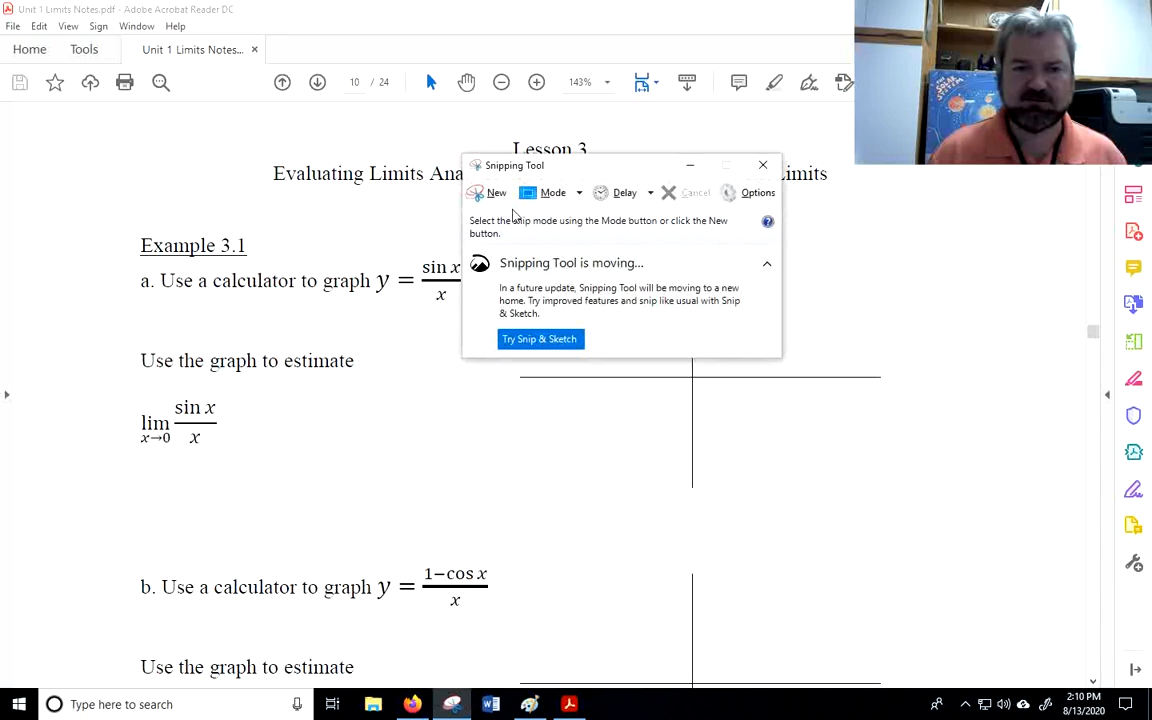 Unit 1 Limits Notes.pdf - Adobe Acrobat Reader DC
File Edit View Sign Window Help
Home Tools Unit 1 Limits Notes... ×
10 / 24 143%
Lesson 3
Evaluating Limits Ana Limits
Snipping Tool
New Mode Delay Cancel Options
Select the snip mode using the Mode button or click the New
button.
Snipping Tool is moving...
In a future update, Snipping Tool will be moving to a new
home. Try improved features and snip like usual with Snip
& Sketch.
Try Snip & Sketch
Example 3.1
a. Use a calculator to graph y = sin x / x
Use the graph to estimate
lim x→0 sin x / x
b. Use a calculator to graph y = 1−cos x / x
Use the graph to estimate
Type here to search
2:10 PM
8/13/2020